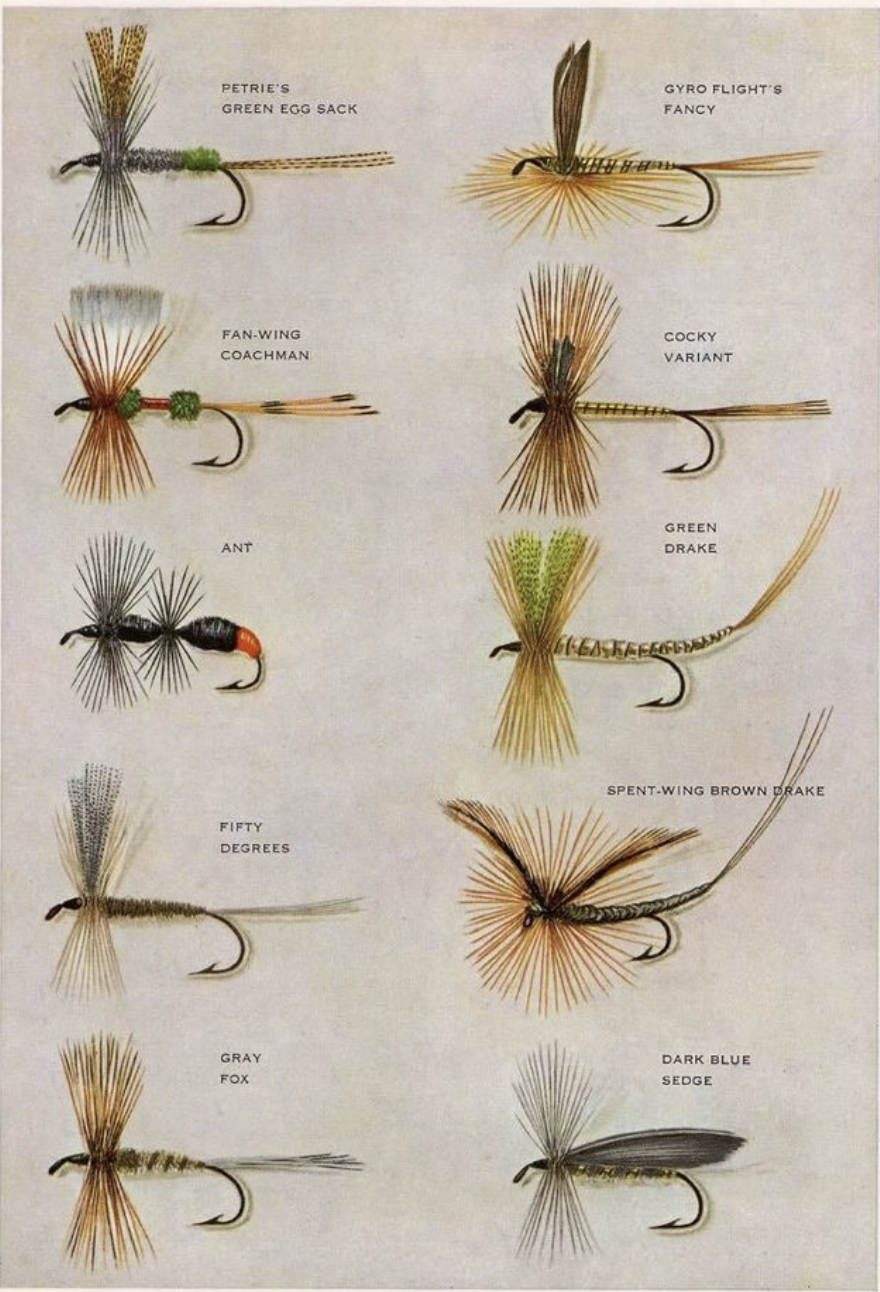 PETRIE'S
GREEN EGG SACK
GYRO FLIGHT'S
FANCY
FAN-WING
COACHMAN
COCKY
VARIANT
ANT
GREEN
DRAKE
FIFTY
DEGREES
SPENT-WING BROWN DRAKE
GRAY
FOX
DARK BLUE
SEDGE